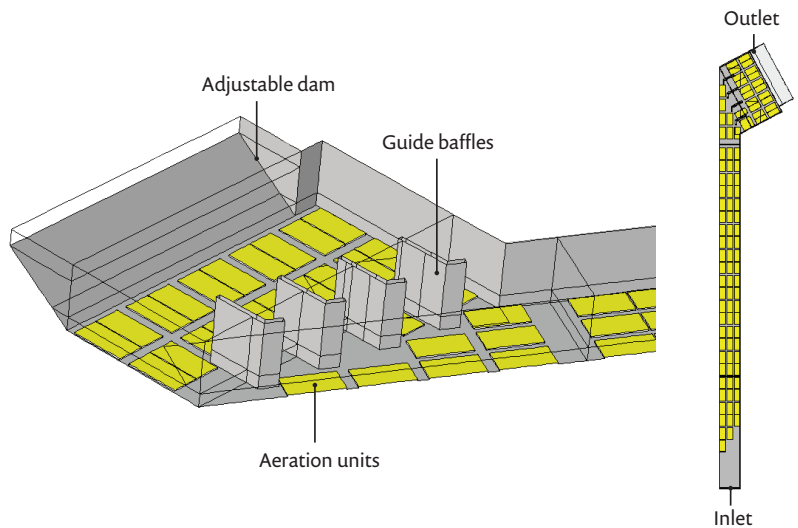 Outlet
Adjustable dam
Guide baffles
Aeration units
Inlet